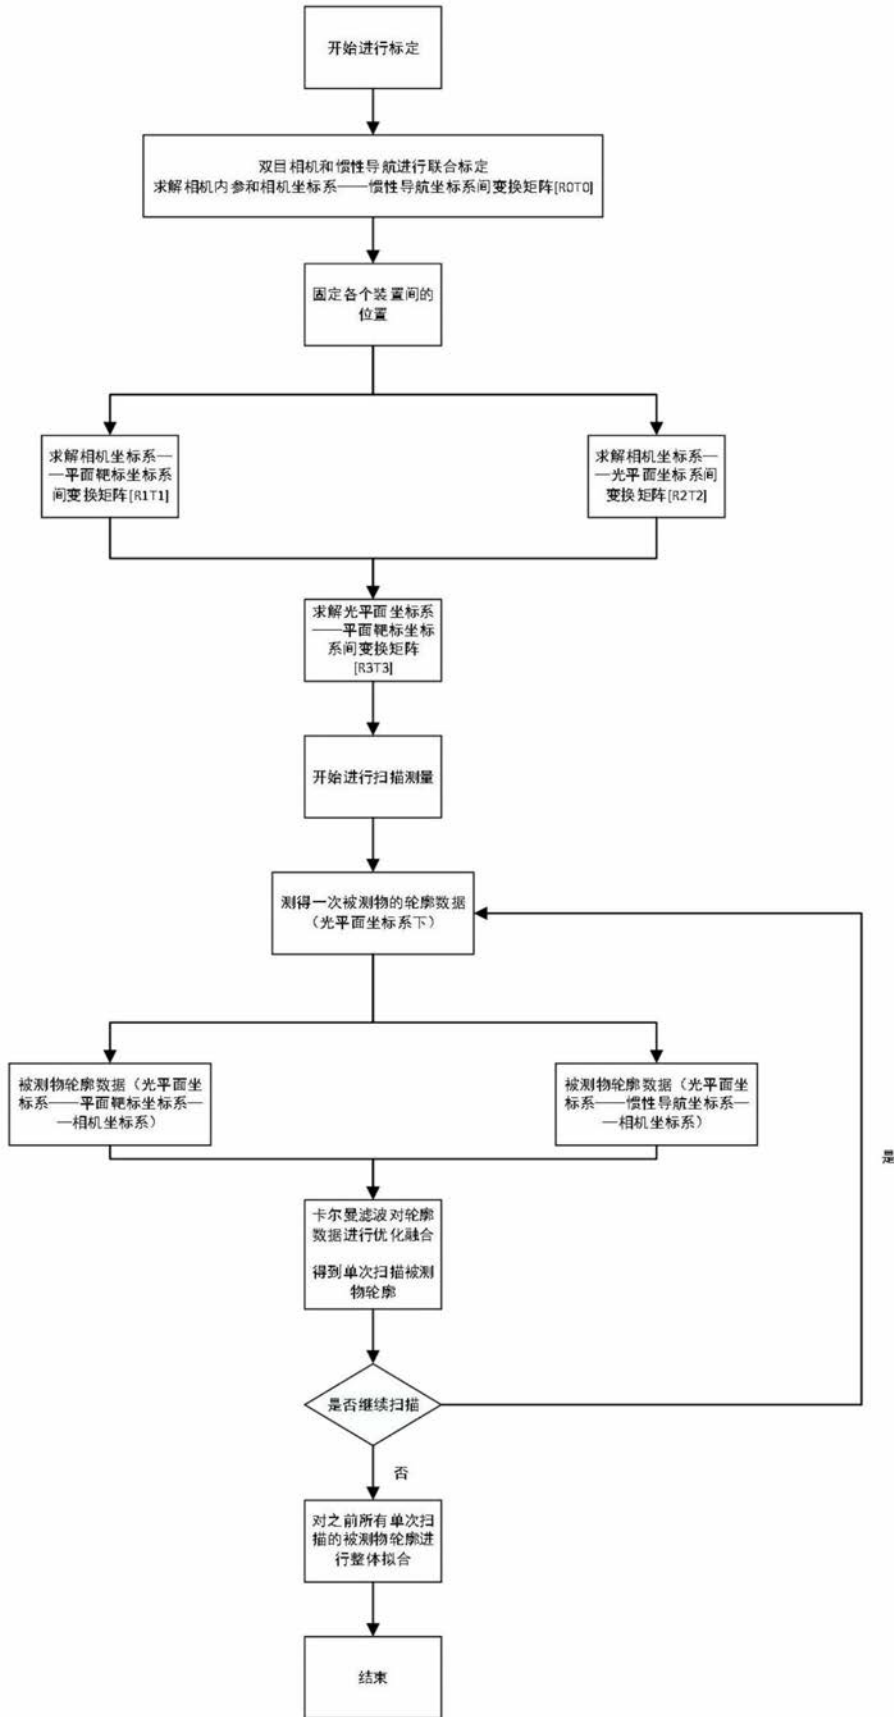 开始进行标定
双目相机和惯性导航进行联合标定
求解相机内参和相机坐标系——惯性导航坐标系间变换矩阵[R0T0]
固定各个装置间的
位置
求解相机坐标系—
—平面靶标坐标系
间变换矩阵[R1T1]
求解相机坐标系—
—光平面坐标系间
变换矩阵[R2T2]
求解光平面坐标系
——平面靶标坐标
系间变换矩阵
[R3T3]
开始进行扫描测量
测得一次被测物的轮廓数据
（光平面坐标系下）
被测物轮廓数据（光平面坐
标系——平面靶标坐标系—
—相机坐标系）
被测物轮廓数据（光平面坐
标系——惯性导航坐标系—
—相机坐标系）
是
卡尔曼滤波对轮廓
数据进行优化融合
得到单次扫描被测
物轮廓
是否继续扫描
否
对之前所有单次扫
描的被测物轮廓进
行整体拟合
结束